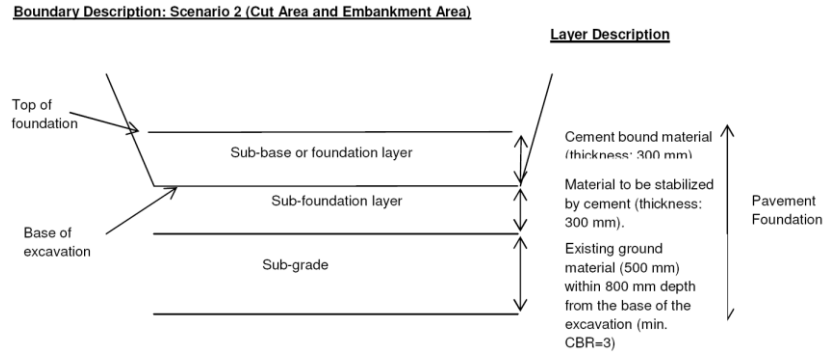 Boundary Description: Scenario 2 (Cut Area and Embankment Area)
Layer Description
Top of
foundation
Sub-base or foundation layer
Cement bound material
(thickness: 300 mm)
Sub-foundation layer
Material to be stabilized
by cement (thickness:
300 mm).
Pavement
Foundation
Base of
excavation
Sub-grade
Existing ground
material (500 mm)
within 800 mm depth
from the base of the
excavation (min.
CBR=3)